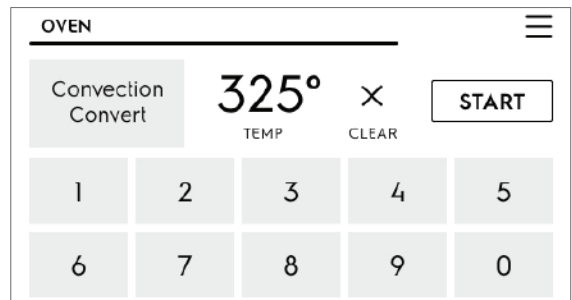 OVEN
Convection
Convert
325°
TEMP
CLEAR
START
1 2 3 4 5
6 7 8 9 0